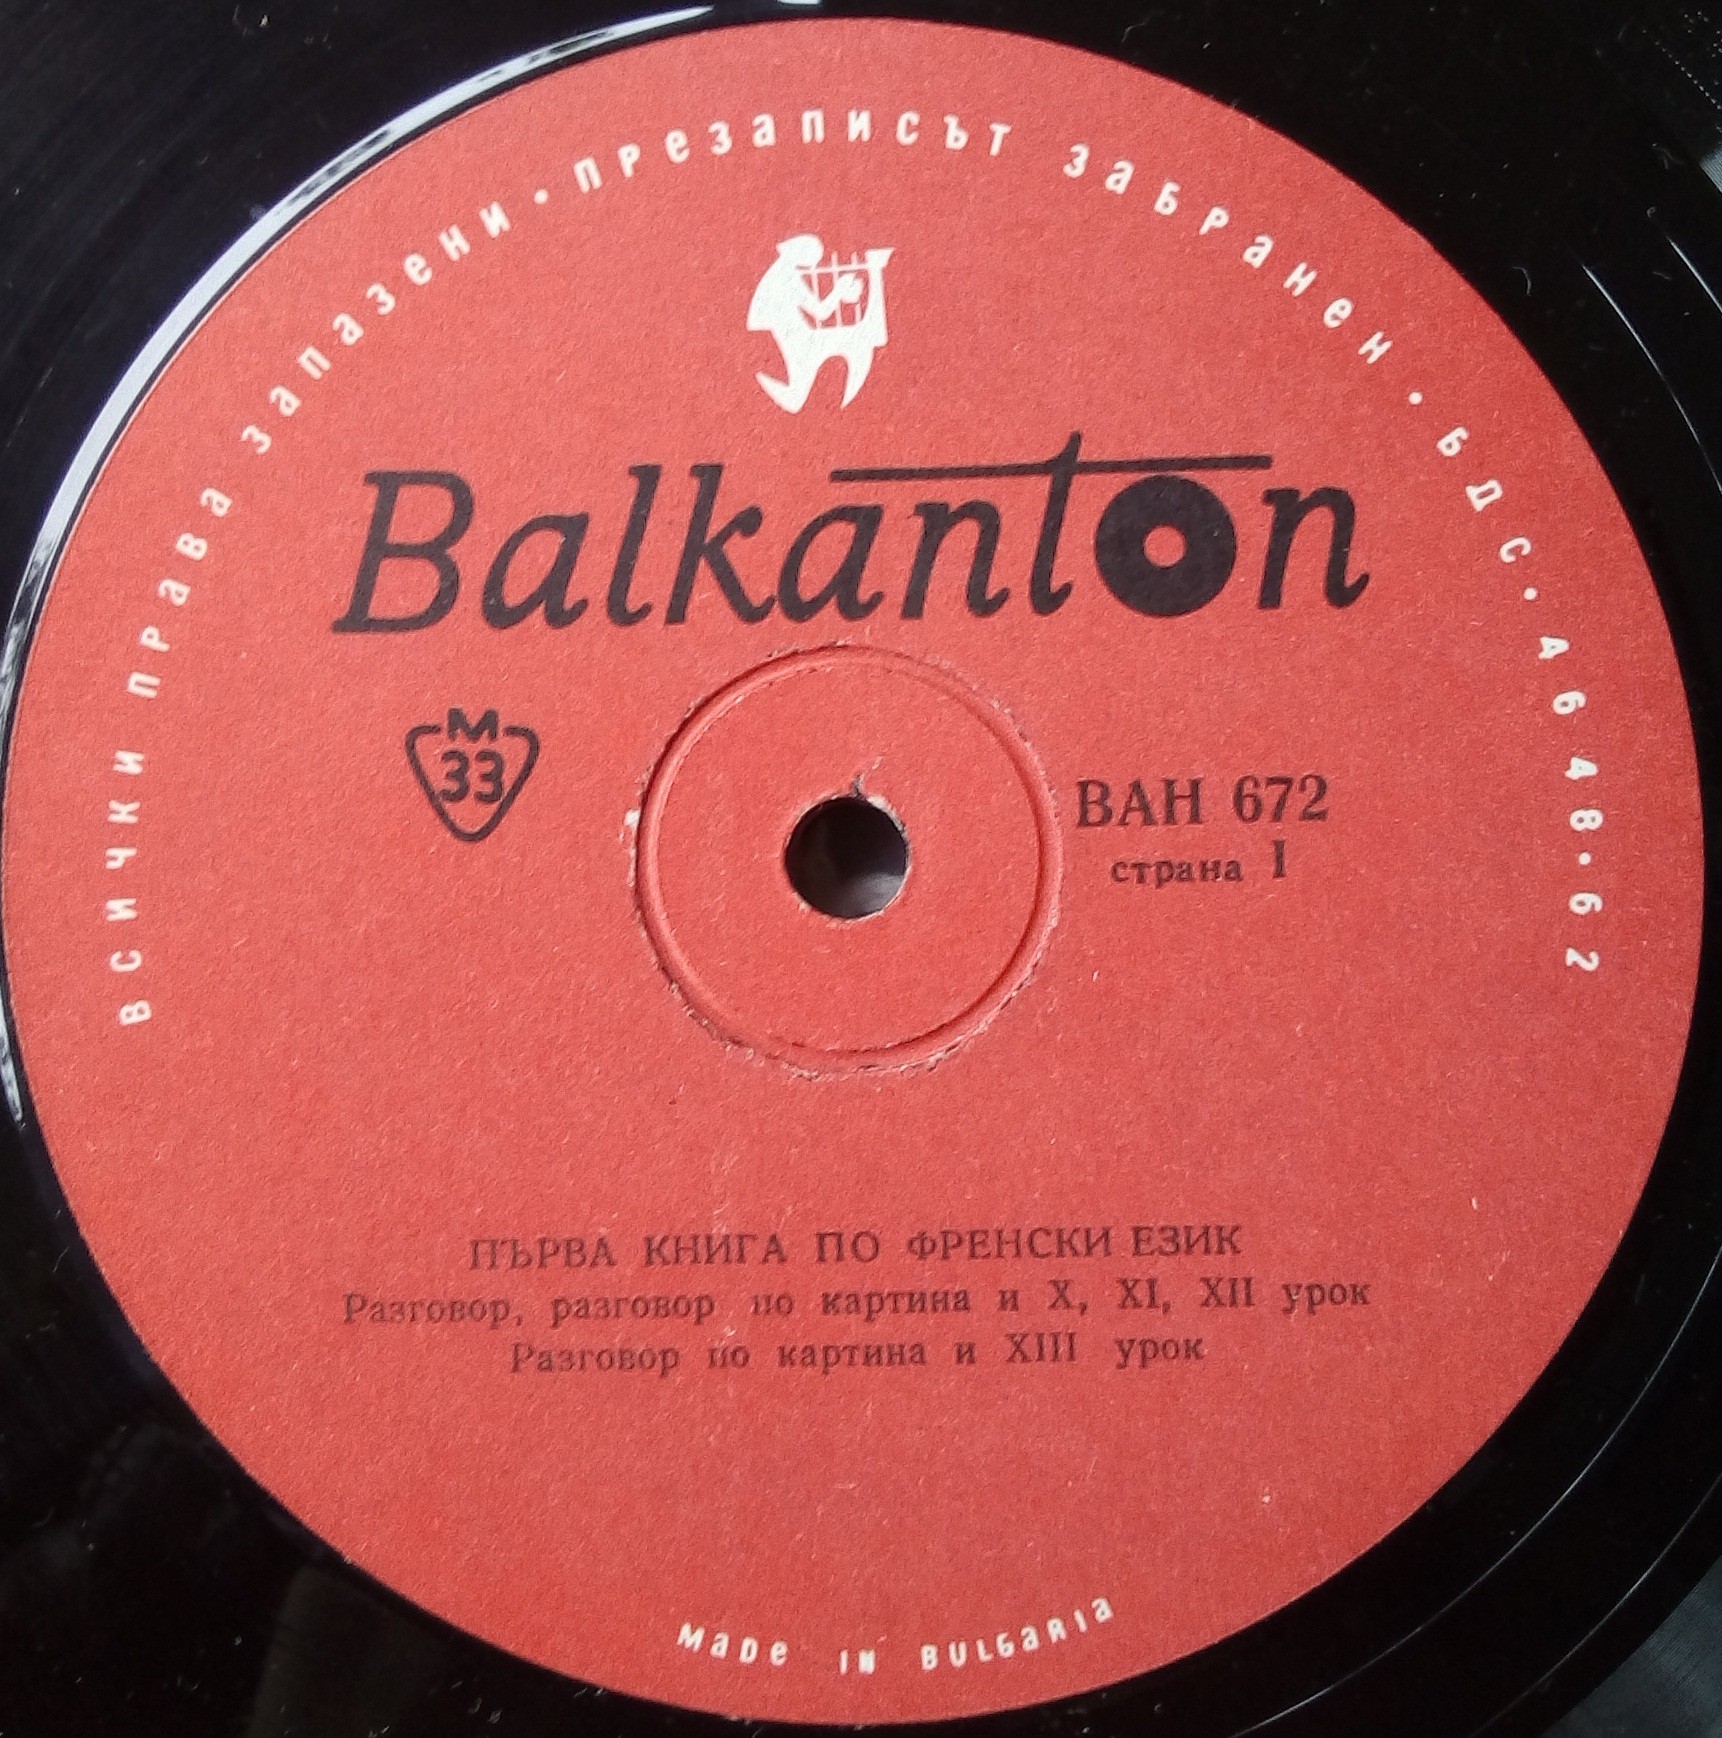 всички права запазени · презаписът забранен · бдс · 4648 · 62
Balkanton
М
33
ВАН 672
страна I
ПЪРВА КНИГА ПО ФРЕНСКИ ЕЗИК
Разговор, разговор по картина и X, XI, XII урок
Разговор по картина и XIII урок
made in bulgaria